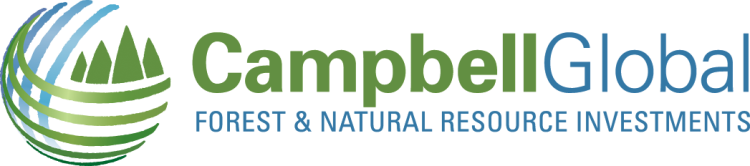 CampbellGlobal
FOREST & NATURAL RESOURCE INVESTMENTS